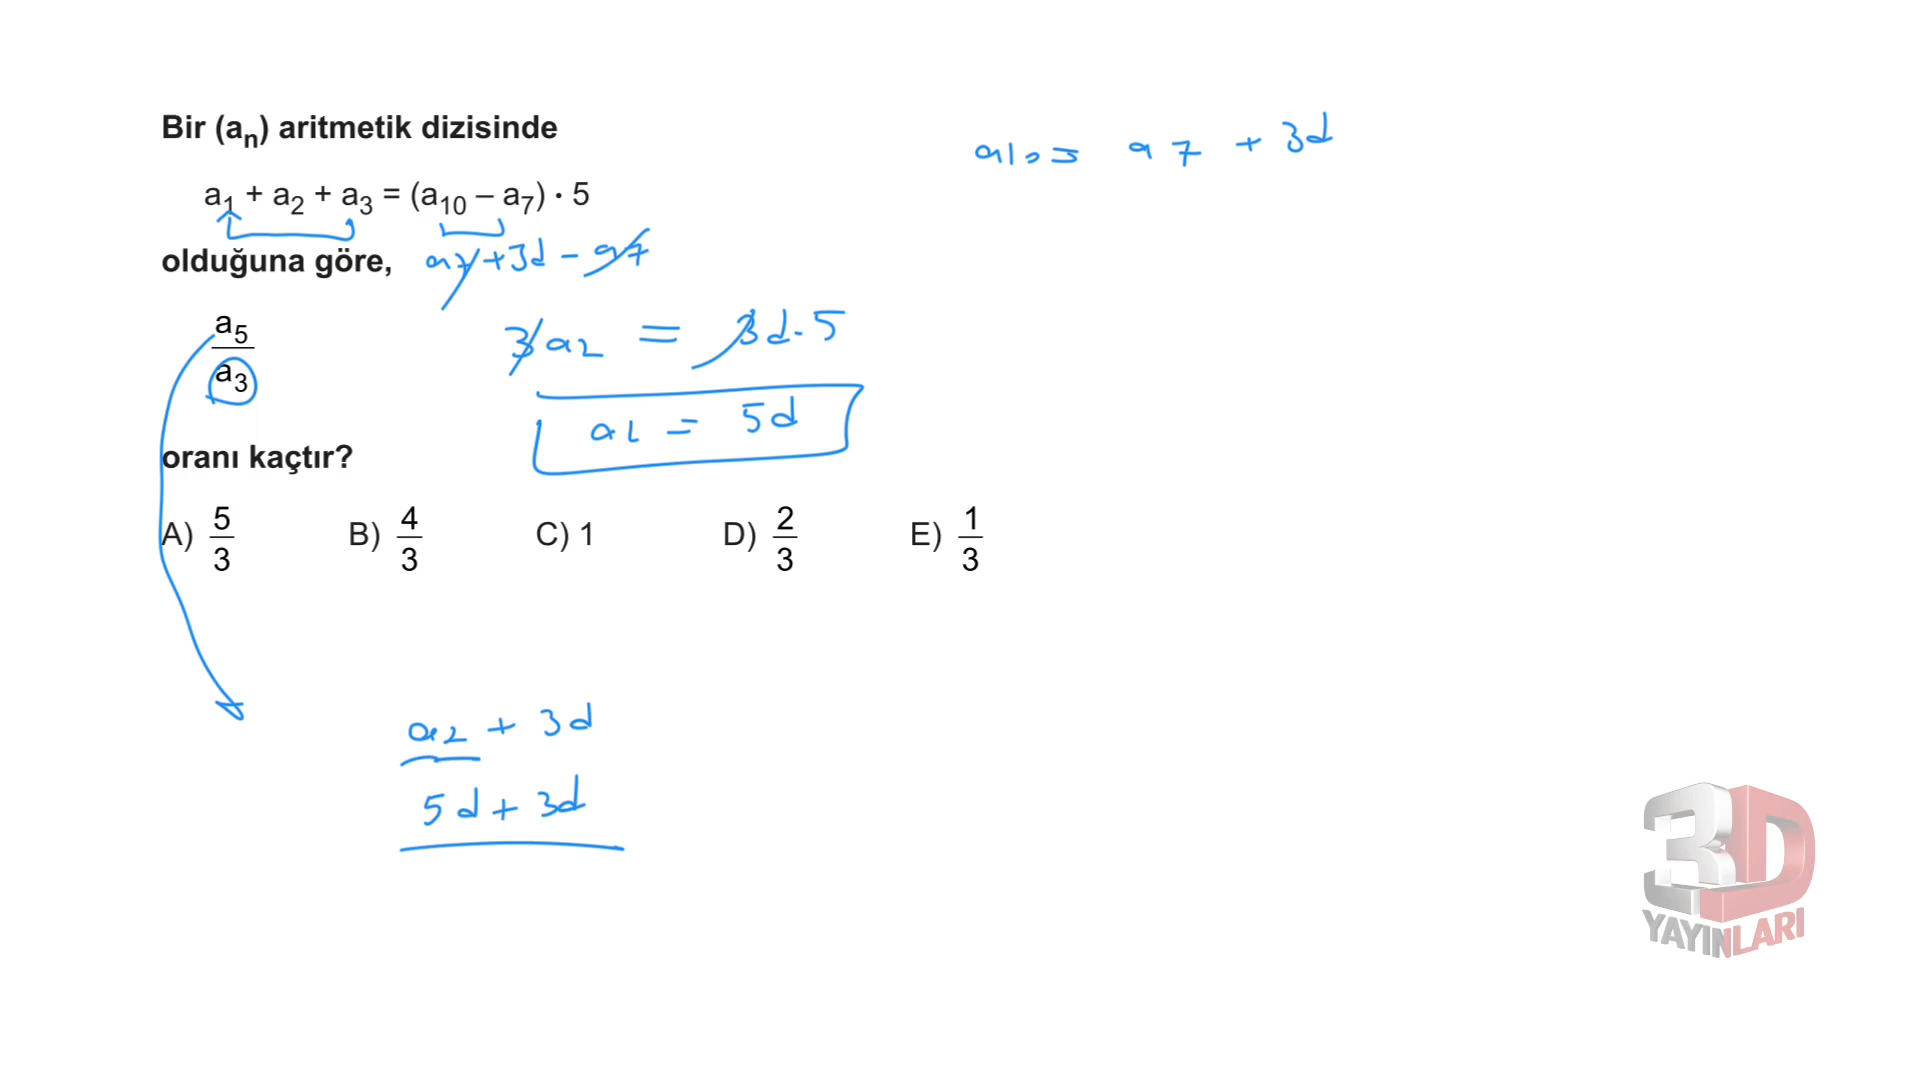 Bir (aₙ) aritmetik dizisinde
a10 = a7 + 3d
a₁ + a₂ + a₃ = (a₁₀ – a₇) · 5
olduğuna göre,
a7 + 3d - a7
a₅
a₃
3a2 = 3d.5
a2 = 5d
oranı kaçtır?
A) 5/3 B) 4/3 C) 1 D) 2/3 E) 1/3
a2 + 3d
5d + 3d
3D
YAYINLARI